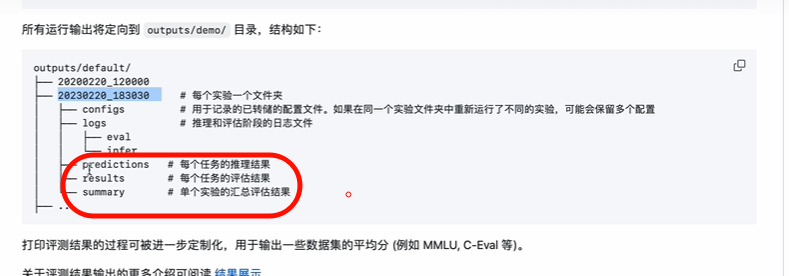 所有运行输出将定向到 outputs/demo/ 目录，结构如下：
outputs/default/
├── 20200220_120000
├── 20230220_183030 # 每个实验一个文件夹
│ ├── configs # 用于记录的已转储的配置文件。如果在同一个实验文件夹中重新运行了不同的实验，可能会保留多个配置
│ ├── logs # 推理和评估阶段的日志文件
│ │ ├── eval
│ │ └── infer
│ ├── predictions # 每个任务的推理结果
│ ├── results # 每个任务的评估结果
│ └── summary # 单个实验的汇总评估结果
├── ...
打印评测结果的过程可被进一步定制化，用于输出一些数据集的平均分 (例如 MMLU, C-Eval 等)。
关于评测结果输出的更多介绍可阅读 结果展示